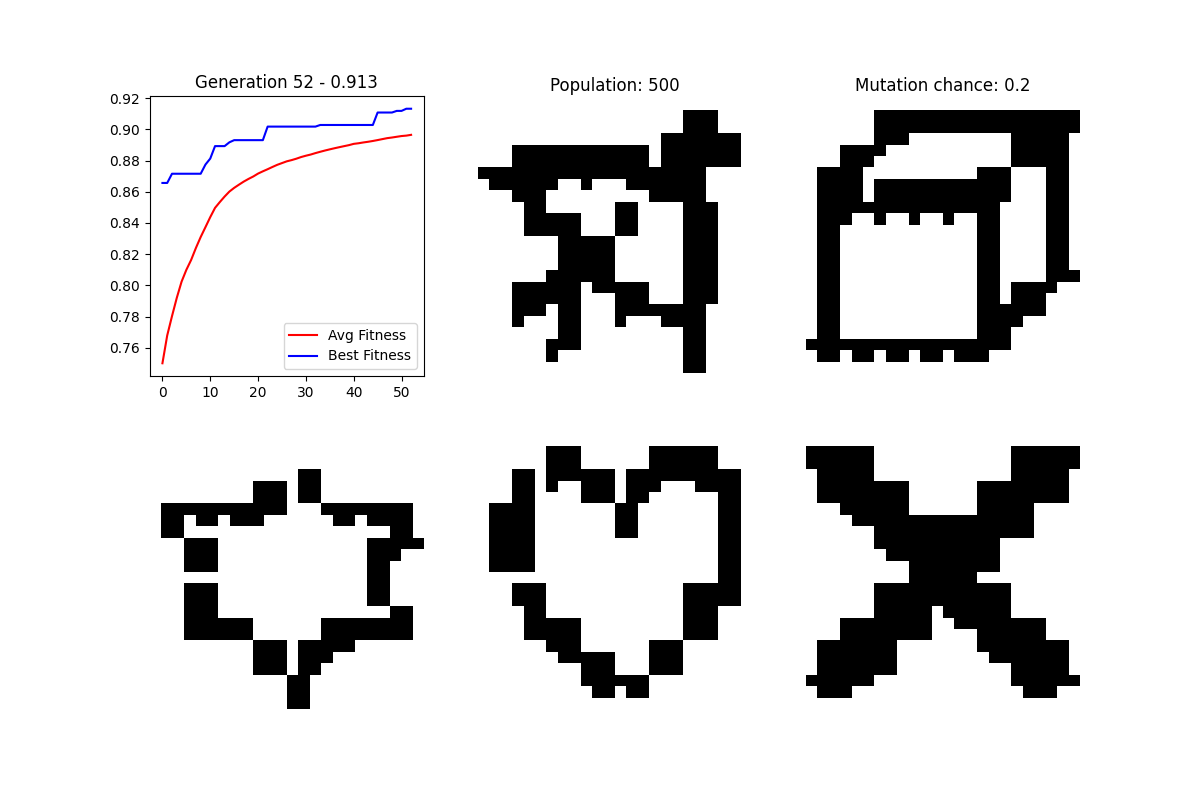 Generation 52 - 0.913
Population: 500
Mutation chance: 0.2
0.92
0.90
0.88
0.86
0.84
0.82
0.80
0.78
0.76
Avg Fitness
Best Fitness
0 10 20 30 40 50